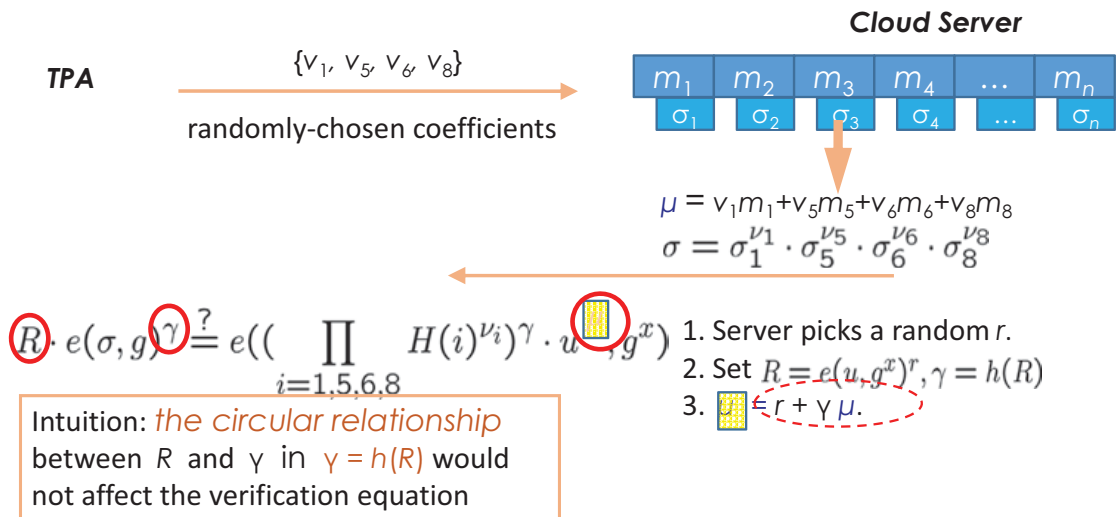 Cloud Server
TPA
{v₁, v₅, v₆, v₈}
randomly-chosen coefficients
m₁ m₂ m₃ m₄ ... mₙ
σ₁ σ₂ σ₃ σ₄ ... σₙ
μ = v₁m₁+v₅m₅+v₆m₆+v₈m₈
σ = σ₁^ν₁ · σ₅^ν₅ · σ₆^ν₆ · σ₈^ν₈
R · e(σ, g)^γ ≟ e(( ∏ H(i)^νᵢ)^γ · u , g^x)
i=1,5,6,8
1. Server picks a random r.
2. Set R = e(u, g^x)^r, γ = h(R)
3. = r + γ μ.
Intuition: the circular relationship
between R and γ in γ = h(R) would
not affect the verification equation